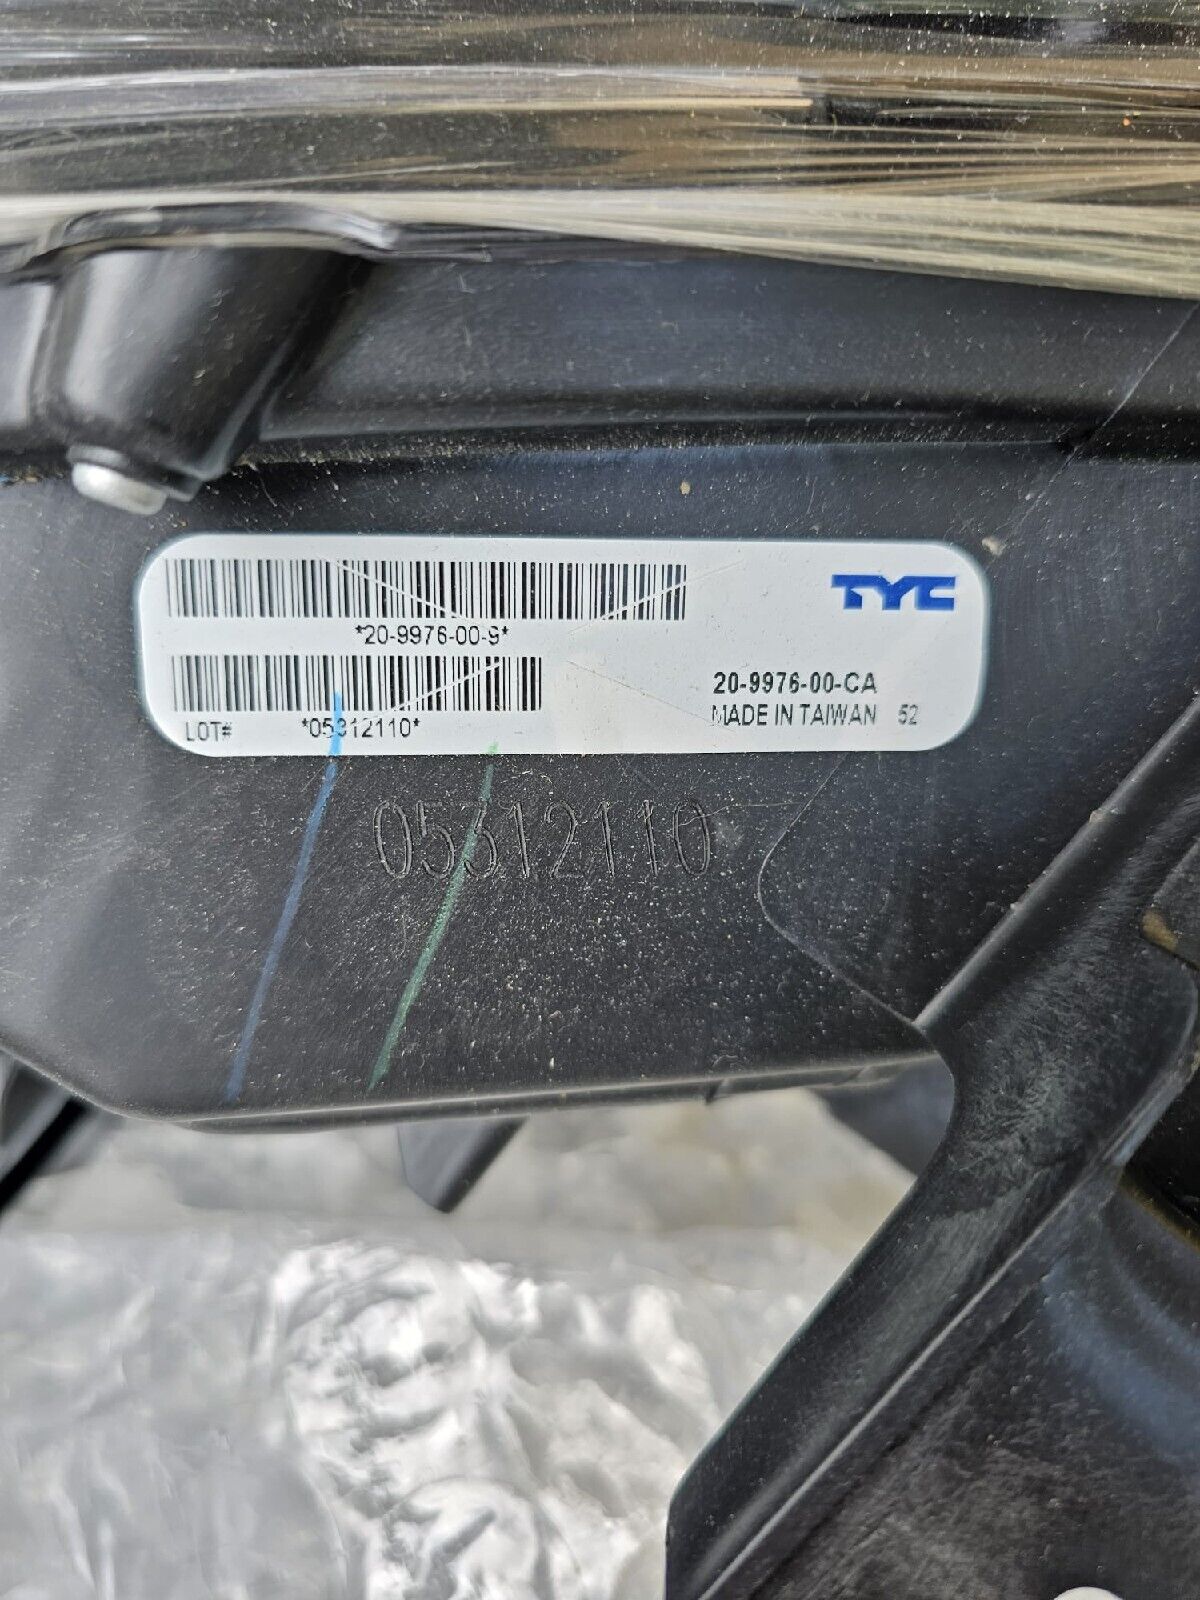 TYC
*20-9976-00-9*
20-9976-00-CA
LOT# *05312110*
MADE IN TAIWAN 52
05312110